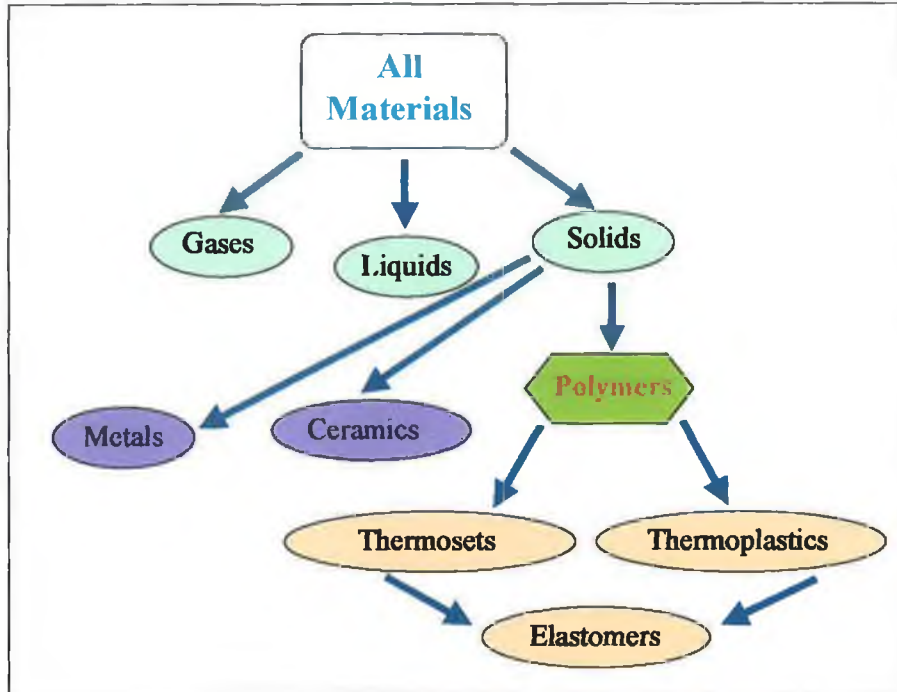 All
Materials
Gases
Liquids
Solids
Polymers
Metals
Ceramics
Thermosets
Thermoplastics
Elastomers